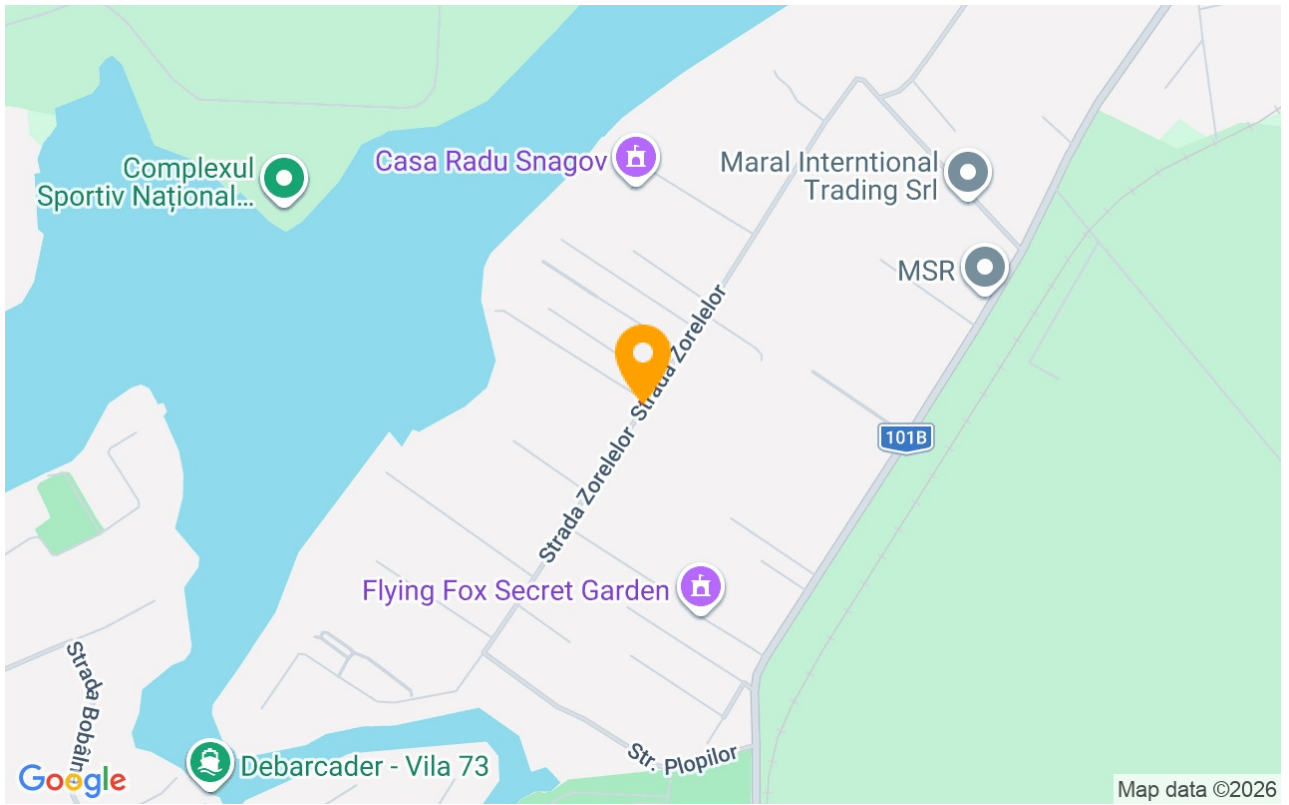 Complexul
Sportiv Național...
Casa Radu Snagov
Maral Interntional
Trading Srl
MSR
Strada Zorelelor
101B
Strada Zorelelor
Flying Fox Secret Garden
Strada Bobâln
Str. Plopilor
Debarcader - Vila 73
Google
Map data ©2026